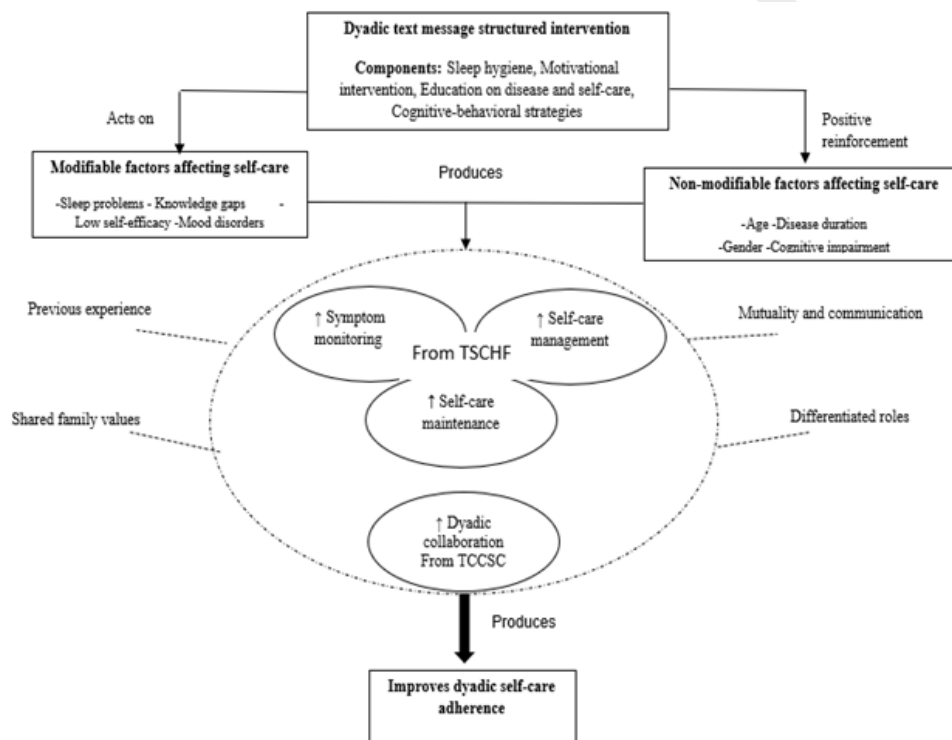 Dyadic text message structured intervention
Components: Sleep hygiene, Motivational
intervention, Education on disease and self-care,
Cognitive-behavioral strategies
Acts on
Positive
reinforcement
Modifiable factors affecting self-care
-Sleep problems - Knowledge gaps -
Low self-efficacy -Mood disorders
Produces
Non-modifiable factors affecting self-care
-Age -Disease duration
-Gender -Cognitive impairment
Previous experience
Mutuality and communication
↑ Symptom
monitoring
↑ Self-care
management
From TSCHF
↑ Self-care
maintenance
Shared family values
Differentiated roles
↑ Dyadic
collaboration
From TCCSC
Produces
Improves dyadic self-care
adherence